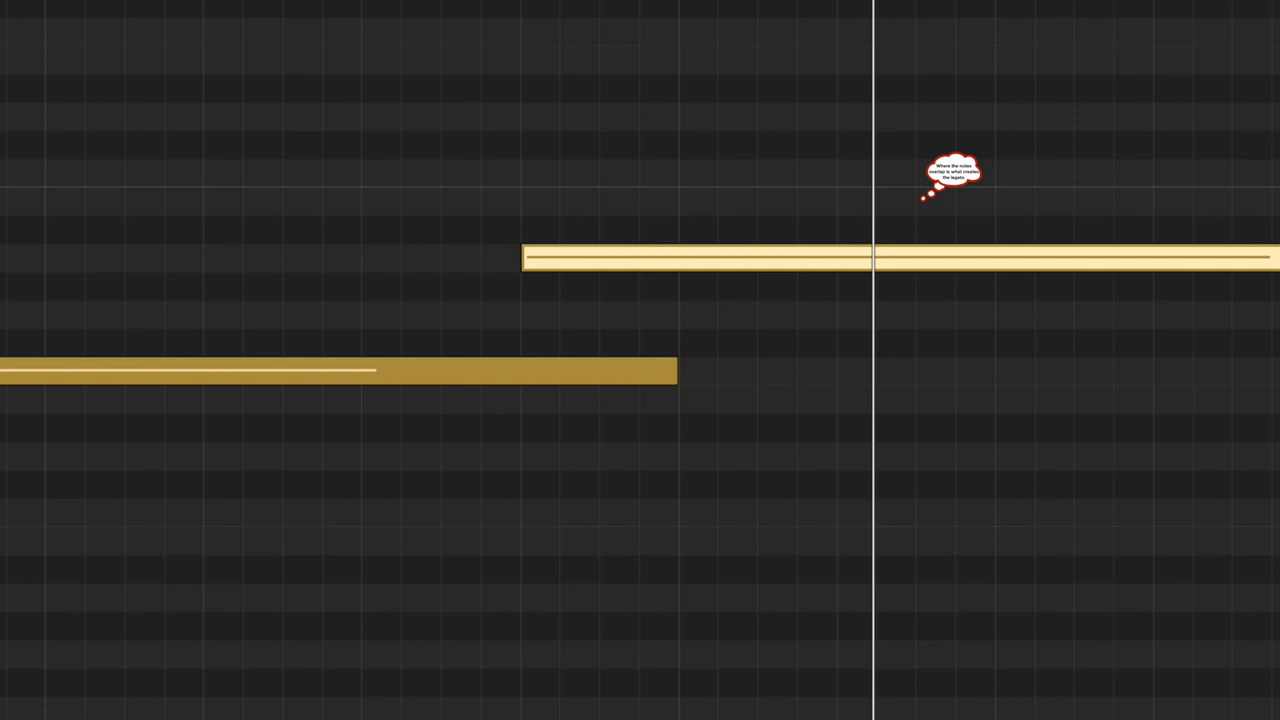 Where the notes
overlap is what creates
the legato.